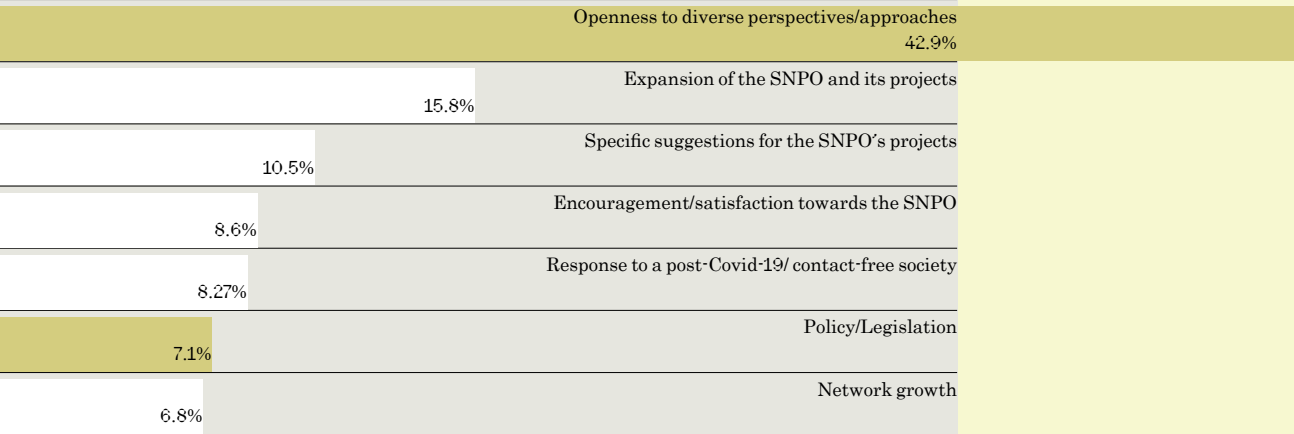 Openness to diverse perspectives/approaches
42.9%
Expansion of the SNPO and its projects
15.8%
Specific suggestions for the SNPO´s projects
10.5%
Encouragement/satisfaction towards the SNPO
8.6%
Response to a post-Covid-19/ contact-free society
8.27%
Policy/Legislation
7.1%
Network growth
6.8%